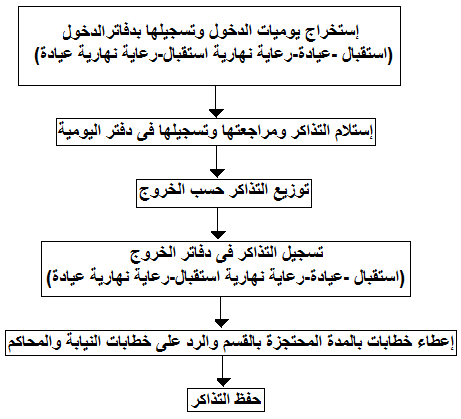 إستخراج يوميات الدخول وتسجيلها بدفاتر الدخول
(استقبال -عيادة-رعاية نهارية استقبال-رعاية نهارية عيادة)
إستلام التذاكر ومراجعتها وتسجيلها فى دفتر اليومية
توزيع التذاكر حسب الخروج
تسجيل التذاكر فى دفاتر الخروج
(استقبال -عيادة-رعاية نهارية استقبال-رعاية نهارية عيادة)
إعطاء خطابات بالمدة المحتجزة بالقسم والرد على خطابات النيابة والمحاكم
حفظ التذاكر